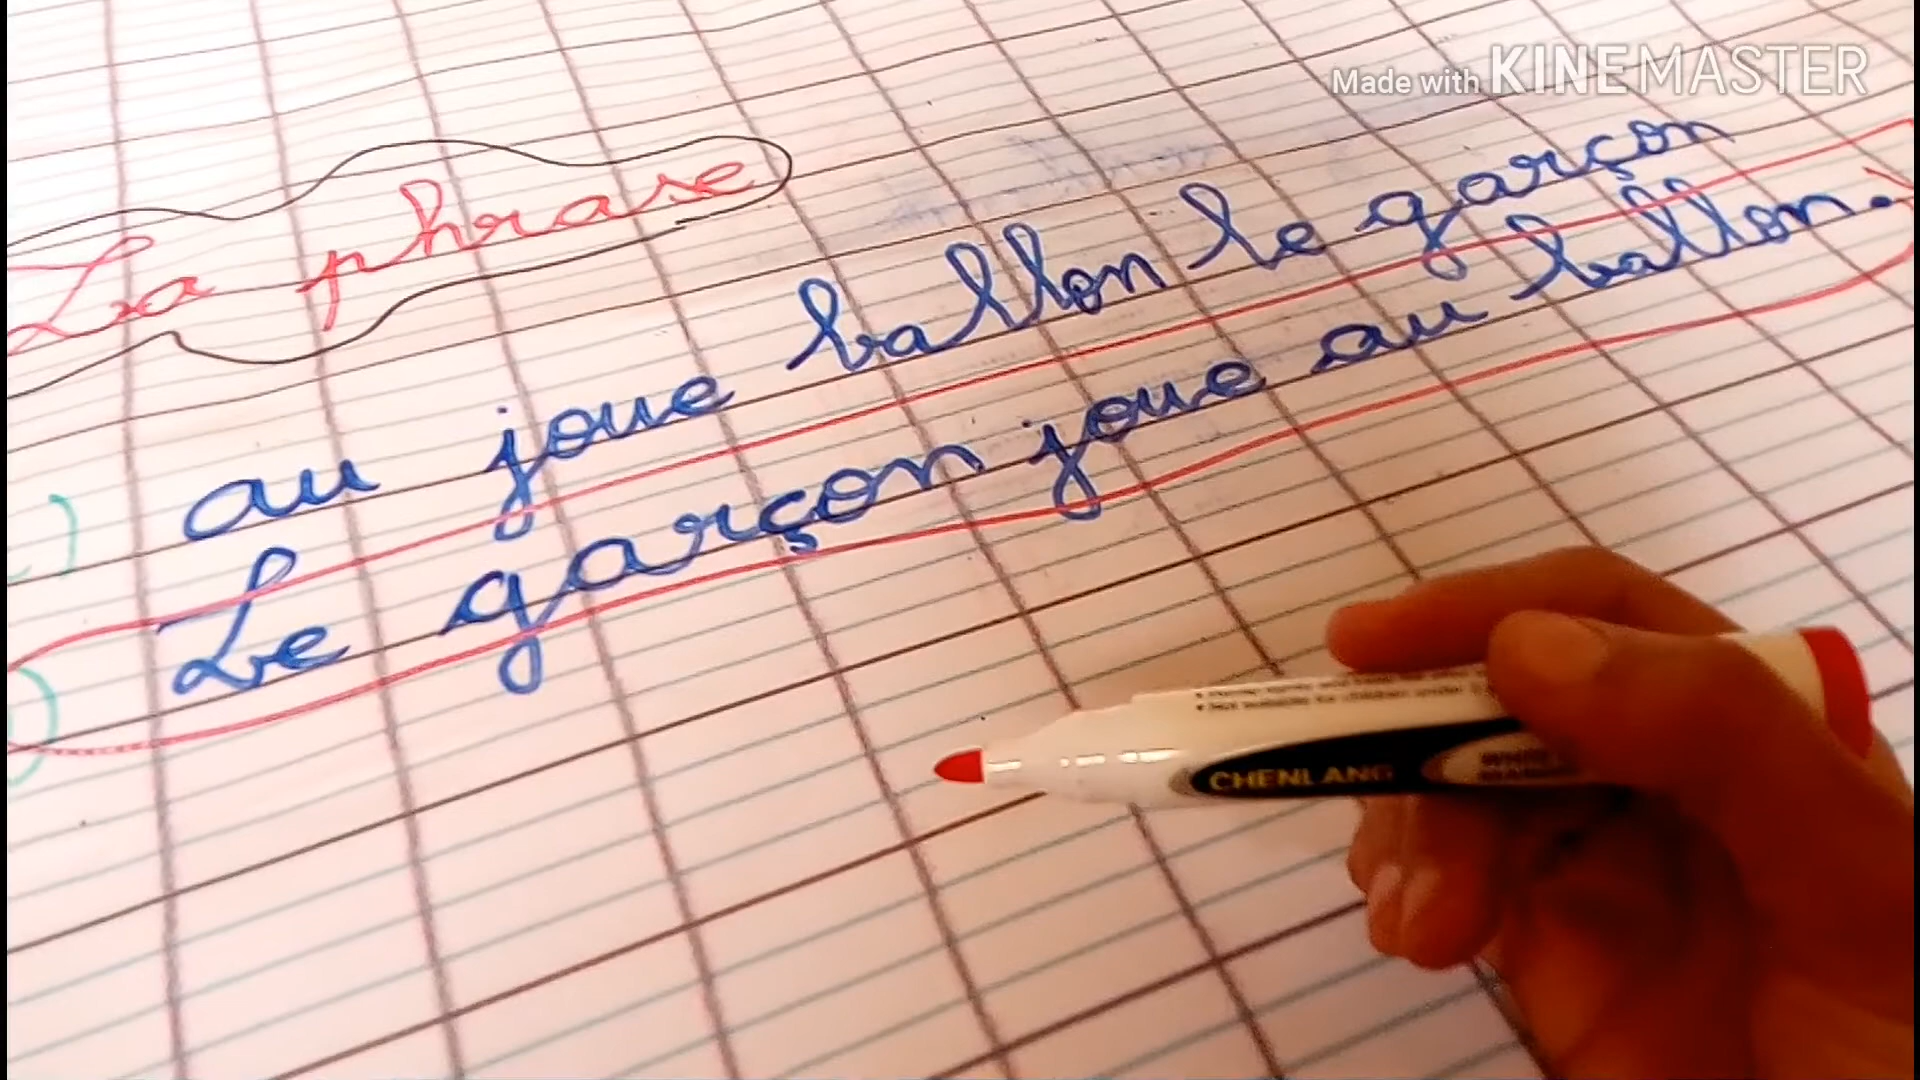 Made with KINEMASTER
La phrase
) au joue ballon le garçon
) Le garçon joue au ballon.
CHENLANG